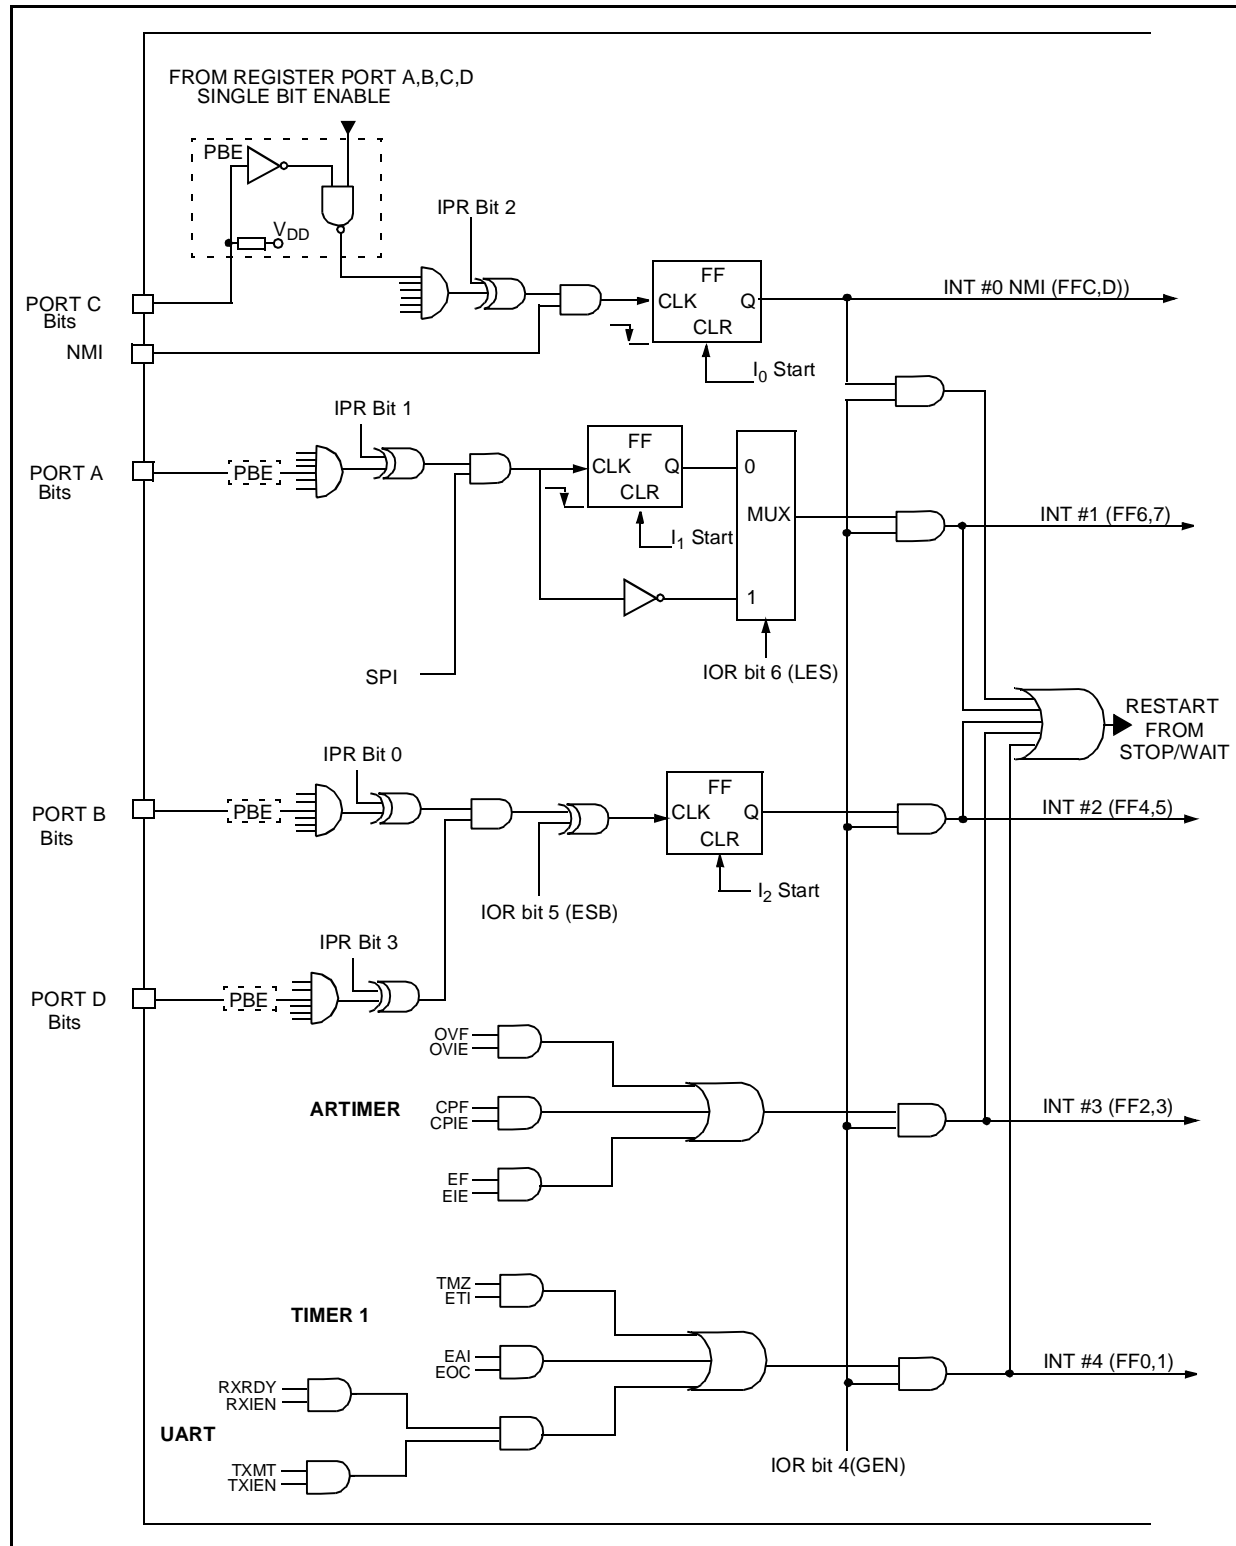 FROM REGISTER PORT A,B,C,D
SINGLE BIT ENABLE
PBE
VDD
IPR Bit 2
FF
CLK
Q
CLR
INT #0 NMI (FFC,D))
PORT C
Bits
NMI
I0 Start
IPR Bit 1
FF
CLK
Q
CLR
0
MUX
1
PORT A
Bits
PBE
INT #1 (FF6,7)
I1 Start
SPI
IOR bit 6 (LES)
RESTART
FROM
STOP/WAIT
IPR Bit 0
FF
CLK
Q
CLR
PORT B
Bits
PBE
INT #2 (FF4,5)
I2 Start
IOR bit 5 (ESB)
IPR Bit 3
PORT D
Bits
PBE
OVF
OVIE
ARTIMER
CPF
CPIE
INT #3 (FF2,3)
EF
EIE
TMZ
ETI
TIMER 1
EAI
EOC
INT #4 (FF0,1)
RXRDY
RXIEN
UART
TXMT
TXIEN
IOR bit 4(GEN)